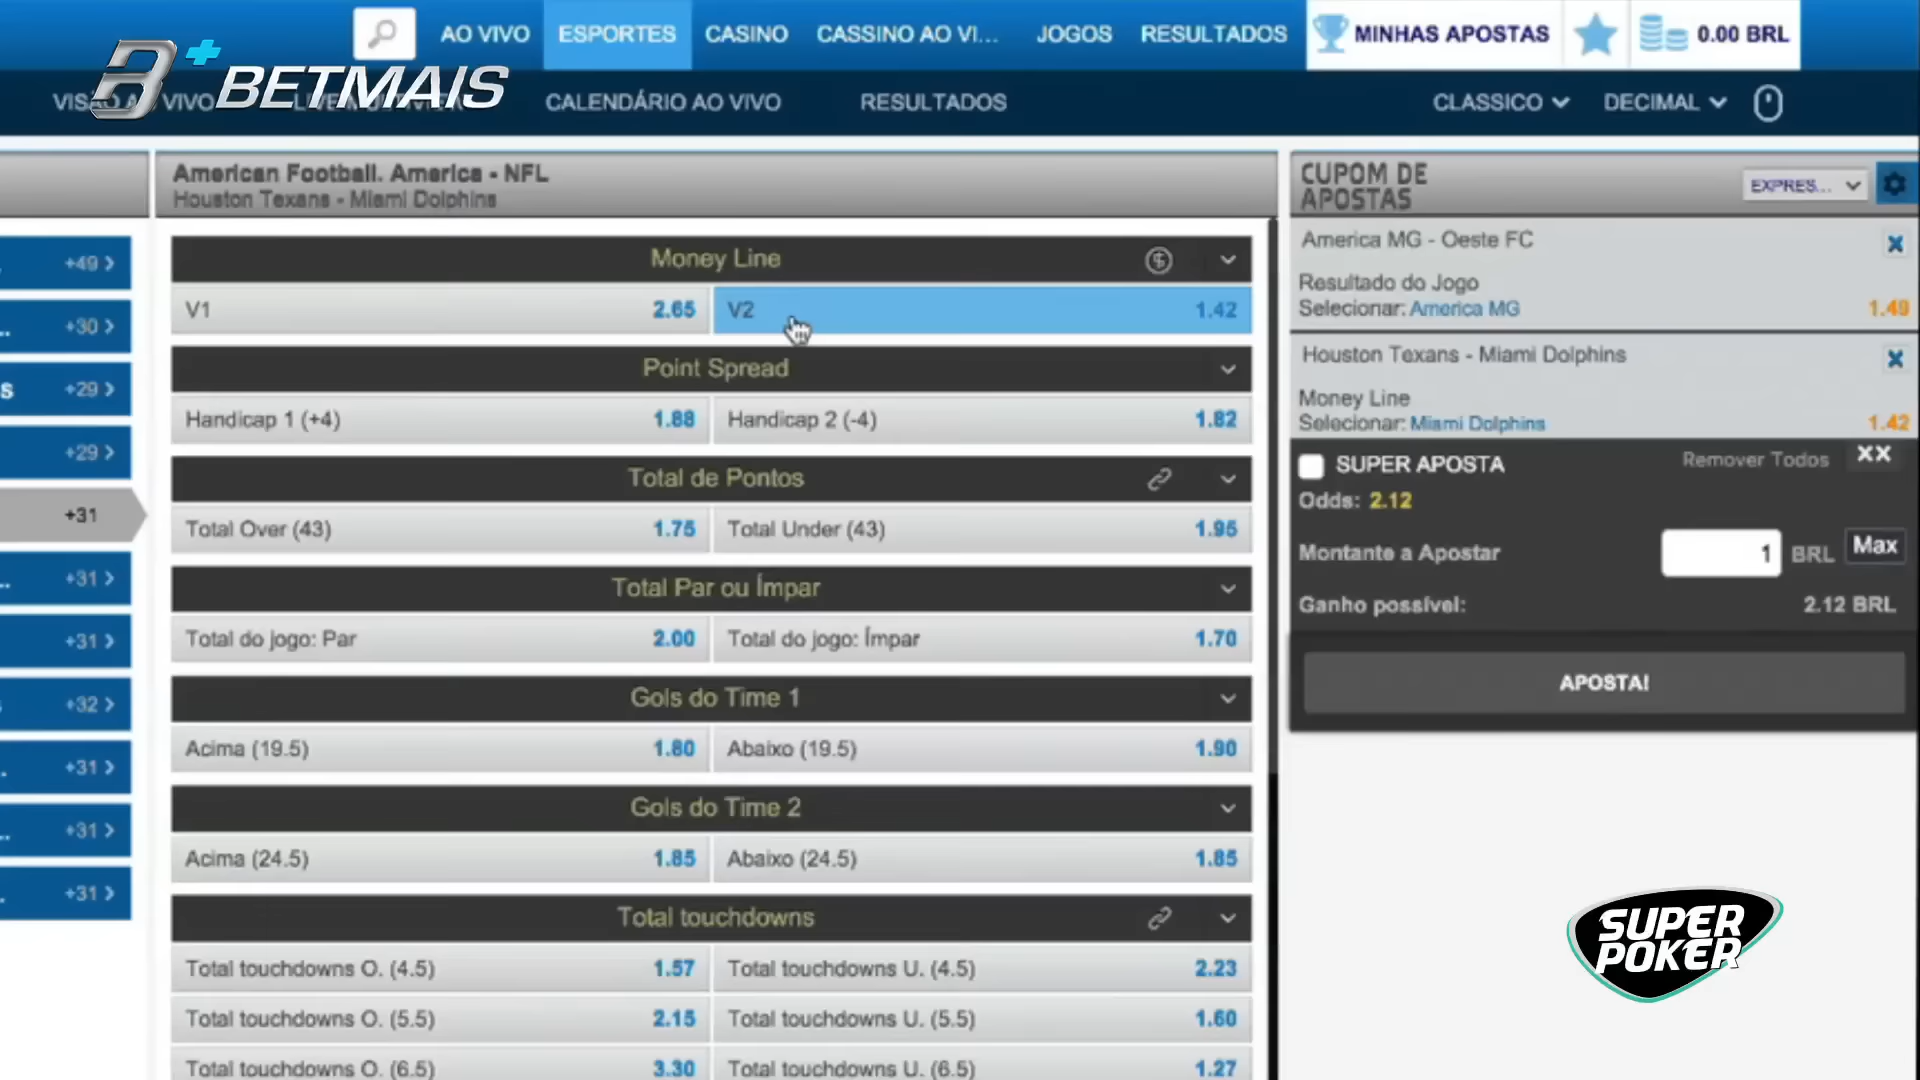 AO VIVO ESPORTES CASINO CASSINO AO VI... JOGOS RESULTADOS MINHAS APOSTAS 0.00 BRL
B+ BETMAIS
VIVO CALENDÁRIO AO VIVO RESULTADOS CLASSICO DECIMAL
American Football. America - NFL
Houston Texans - Miami Dolphins
+49
+30
+29
+29
+31
+31
+31
+32
+31
+31
+31
Money Line
V1 2.65 V2 1.42
Point Spread
Handicap 1 (+4) 1.88 Handicap 2 (-4) 1.82
Total de Pontos
Total Over (43) 1.75 Total Under (43) 1.95
Total Par ou Ímpar
Total do jogo: Par 2.00 Total do jogo: Ímpar 1.70
Gols do Time 1
Acima (19.5) 1.80 Abaixo (19.5) 1.90
Gols do Time 2
Acima (24.5) 1.85 Abaixo (24.5) 1.85
Total touchdowns
Total touchdowns O. (4.5) 1.57 Total touchdowns U. (4.5) 2.23
Total touchdowns O. (5.5) 2.15 Total touchdowns U. (5.5) 1.60
Total touchdowns O. (6.5) 3.30 Total touchdowns U. (6.5) 1.27
CUPOM DE
APOSTAS
EXPRES...
America MG - Oeste FC
Resultado do Jogo
Selecionar: America MG 1.49
Houston Texans - Miami Dolphins
Money Line
Selecionar: Miami Dolphins 1.42
SUPER APOSTA Remover Todos
Odds: 2.12
Montante a Apostar 1 BRL Max
Ganho possível: 2.12 BRL
APOSTA!
SUPER
POKER